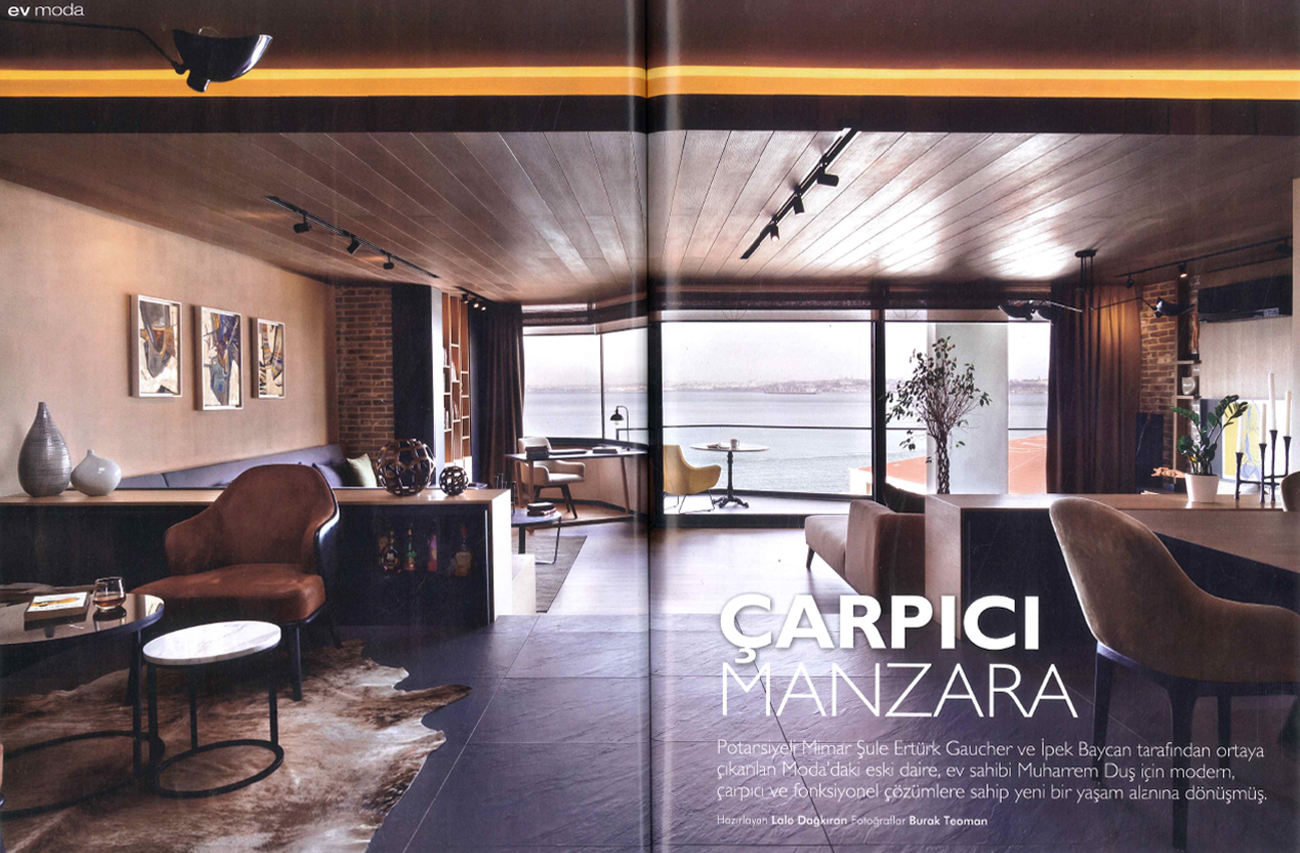 ev moda
ÇARPICI
MANZARA
Potansiyeli Mimar Şule Ertürk Gaucher ve İpek Baycan tarafından ortaya
çıkarılan Moda'daki eski daire, ev sahibi Muharrem Duş için modern,
çarpıcı ve fonksiyonel çözümlere sahip yeni bir yaşam alanına dönüşmüş.
Hazırlayan Lale Dağkıran Fotoğraflar Burak Teoman